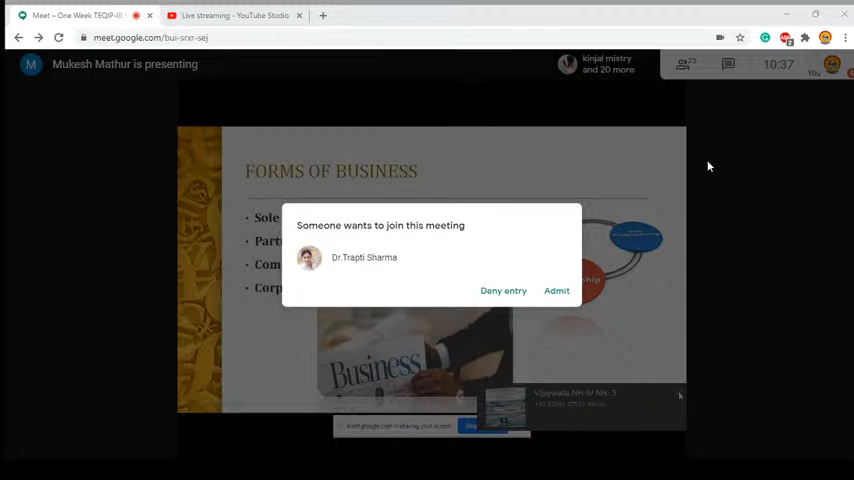 Meet – One Week TEQIP-III
Live streaming - YouTube Studio
meet.google.com/bui-srxr-sej
M
Mukesh Mathur is presenting
kinjal mistry
and 20 more
23
10:37
You
FORMS OF BUSINESS
• Sole
• Part
• Com
• Corp
Someone wants to join this meeting
Dr.Trapti Sharma
Deny entry
Admit
Business
Vijaywada NH-9/ NH- 5
meet.google.com is sharing your screen.